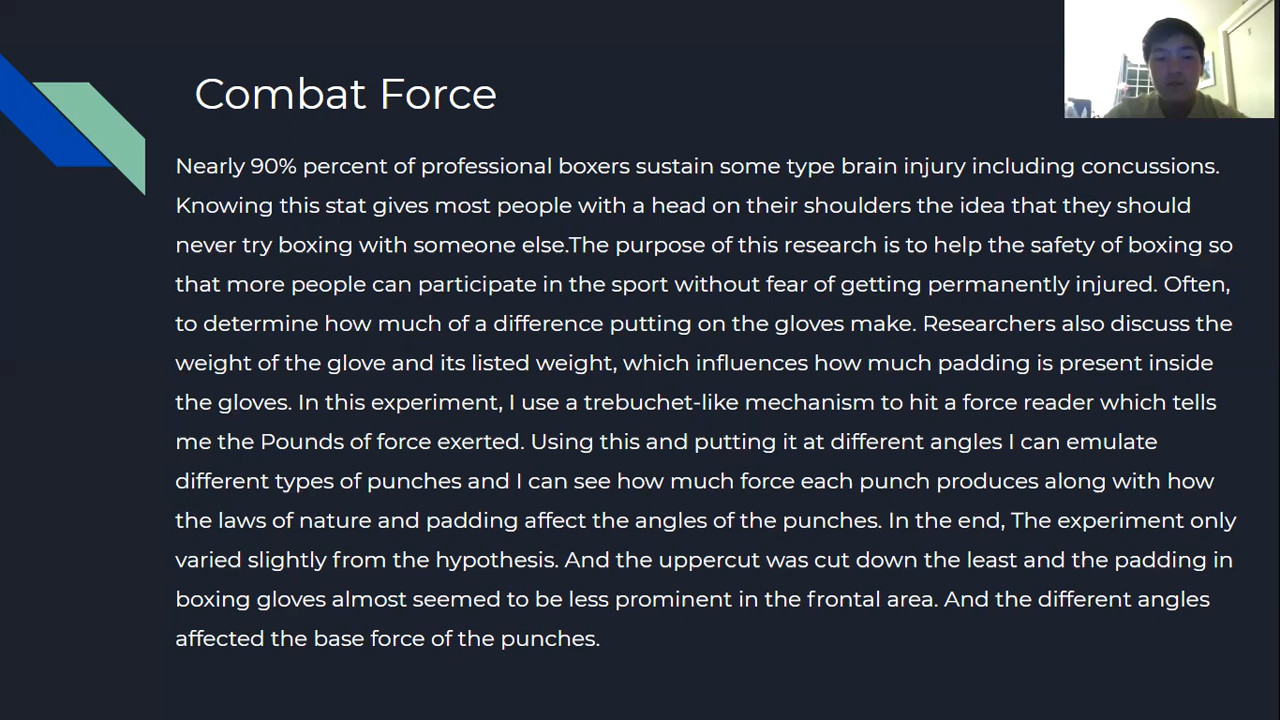 Combat Force
Nearly 90% percent of professional boxers sustain some type brain injury including concussions.
Knowing this stat gives most people with a head on their shoulders the idea that they should
never try boxing with someone else.The purpose of this research is to help the safety of boxing so
that more people can participate in the sport without fear of getting permanently injured. Often,
to determine how much of a difference putting on the gloves make. Researchers also discuss the
weight of the glove and its listed weight, which influences how much padding is present inside
the gloves. In this experiment, I use a trebuchet-like mechanism to hit a force reader which tells
me the Pounds of force exerted. Using this and putting it at different angles I can emulate
different types of punches and I can see how much force each punch produces along with how
the laws of nature and padding affect the angles of the punches. In the end, The experiment only
varied slightly from the hypothesis. And the uppercut was cut down the least and the padding in
boxing gloves almost seemed to be less prominent in the frontal area. And the different angles
affected the base force of the punches.